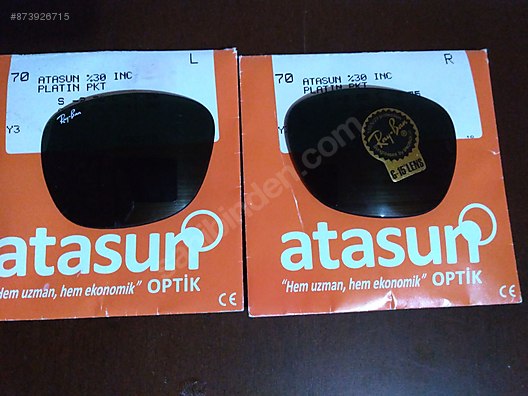 #873926715
L
70 ATASUN %30 INC
PLATIN PKT
S
Y3
Ray-Ban
atasun
"Hem uzman, hem ekonomik" OPTİK
CE
R
70 ATASUN %30 INC
PLATIN PKT
Ray-Ban
G-15 LENS
atasun
"Hem uzman, hem ekonomik" OPTİK
CE
sahibinden.com